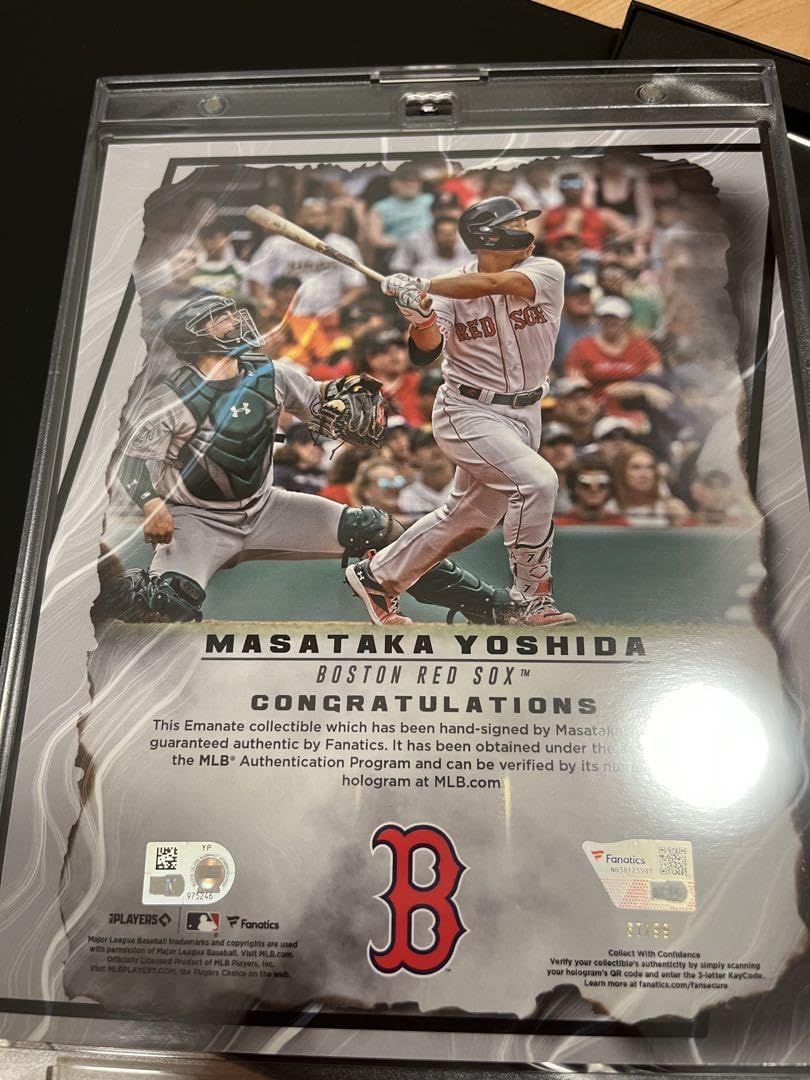 RED SOX
MASATAKA YOSHIDA
BOSTON RED SOX™
CONGRATULATIONS
This Emanate collectible which has been hand-signed by Masataka
guaranteed authentic by Fanatics. It has been obtained under the
the MLB® Authentication Program and can be verified by its
hologram at MLB.com
YP
975246
Fanatics
NB38123981
PLAYERS
Fanatics
Major League Baseball trademarks and copyrights are used
with permission of Major League Baseball. Visit MLB.com.
Officially Licensed Product of MLB Players, Inc.
Visit MLBPLAYERS.COM, the Players Choice on the web.
B
Collect With Confidence
Verify your collectible's authenticity by simply scanning
your hologram's QR code and enter the 3-letter KeyCode.
Learn more at fanatics.com/fansecure